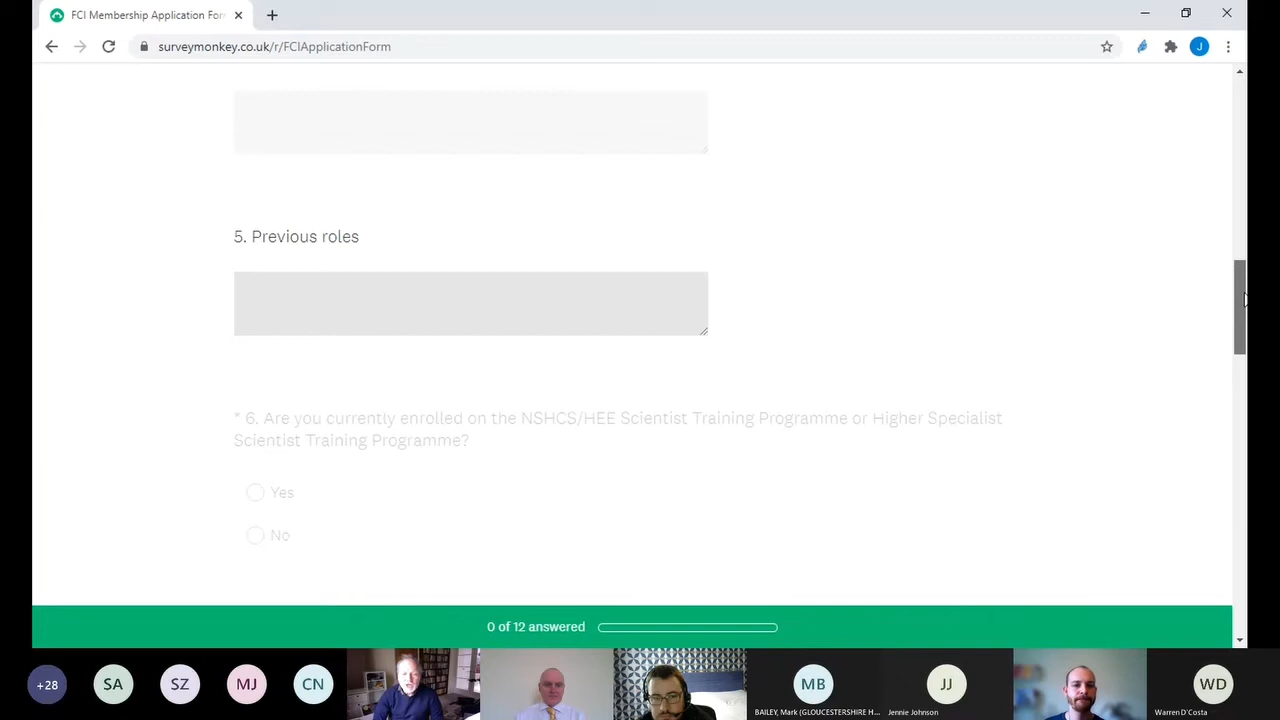 FCI Membership Application For
surveymonkey.co.uk/r/FCIApplicationForm
J
5. Previous roles
* 6. Are you currently enrolled on the NSHCS/HEE Scientist Training Programme or Higher Specialist
Scientist Training Programme?
Yes
No
0 of 12 answered
+28
SA
SZ
MJ
CN
MB
JJ
WD
BAILEY, Mark (GLOUCESTERSHIRE H...
Jennie Johnson
Warren D'Costa